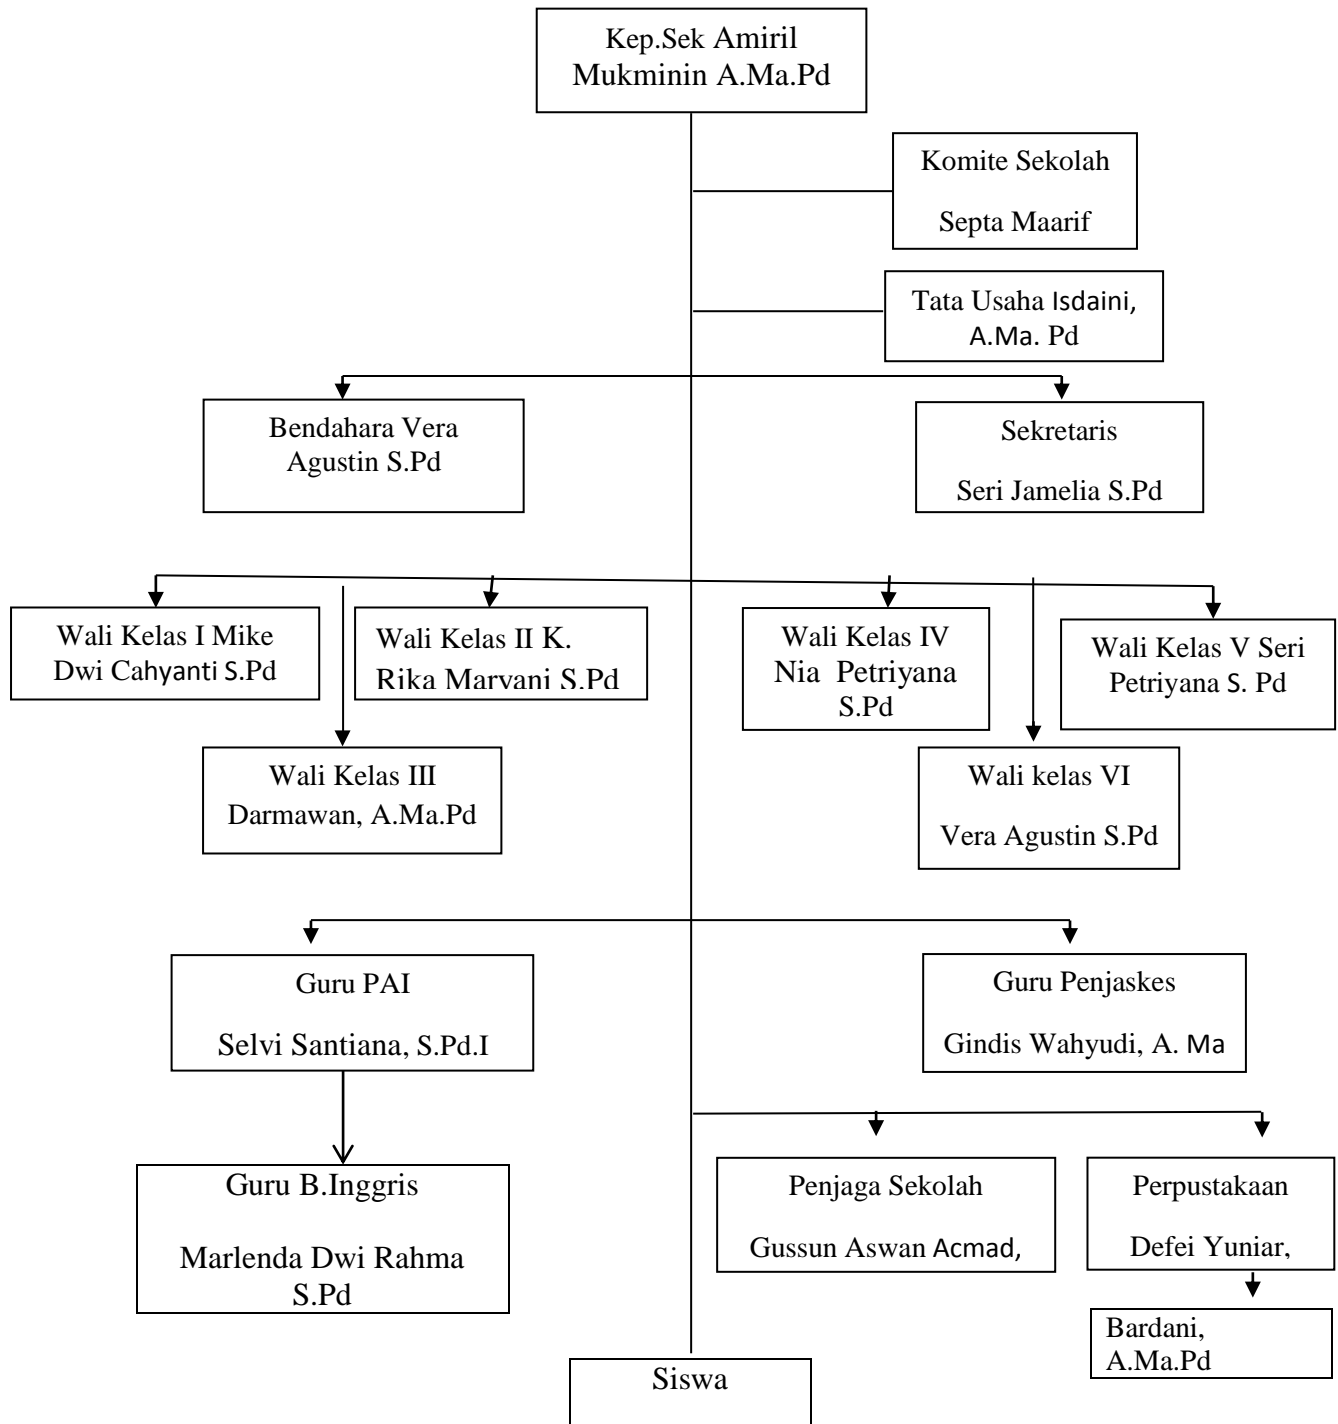 Kep.Sek Amiril
Mukminin A.Ma.Pd
Komite Sekolah
Septa Maarif
Tata Usaha Isdaini,
A.Ma. Pd
Bendahara Vera
Agustin S.Pd
Sekretaris
Seri Jamelia S.Pd
Wali Kelas I Mike
Dwi Cahyanti S.Pd
Wali Kelas II K.
Rika Maryani S.Pd
Wali Kelas IV
Nia Petriyana
S.Pd
Wali Kelas V Seri
Petriyana S. Pd
Wali Kelas III
Darmawan, A.Ma.Pd
Wali kelas VI
Vera Agustin S.Pd
Guru PAI
Selvi Santiana, S.Pd.I
Guru Penjaskes
Gindis Wahyudi, A. Ma
Guru B.Inggris
Marlenda Dwi Rahma
S.Pd
Penjaga Sekolah
Gussun Aswan Acmad,
Perpustakaan
Defei Yuniar,
Bardani,
A.Ma.Pd
Siswa